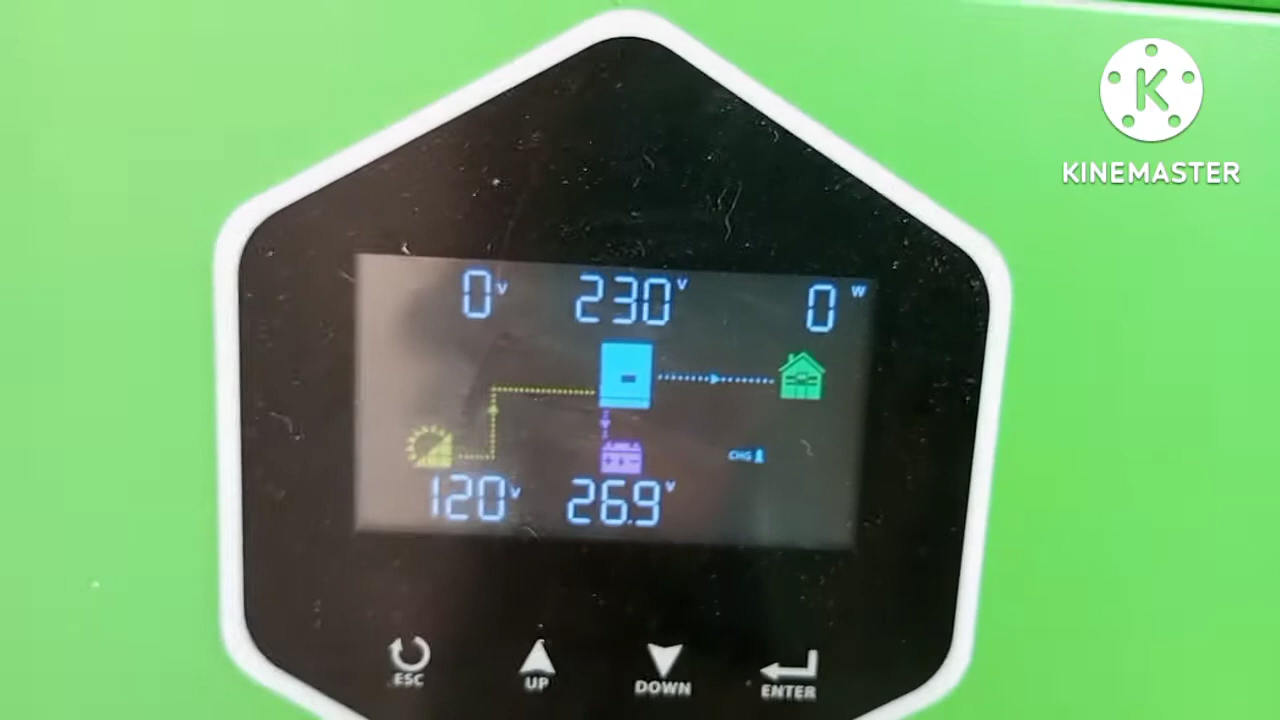 K
KINEMASTER
0V 230V 0W
CHG
120V 26.9V
ESC UP DOWN ENTER